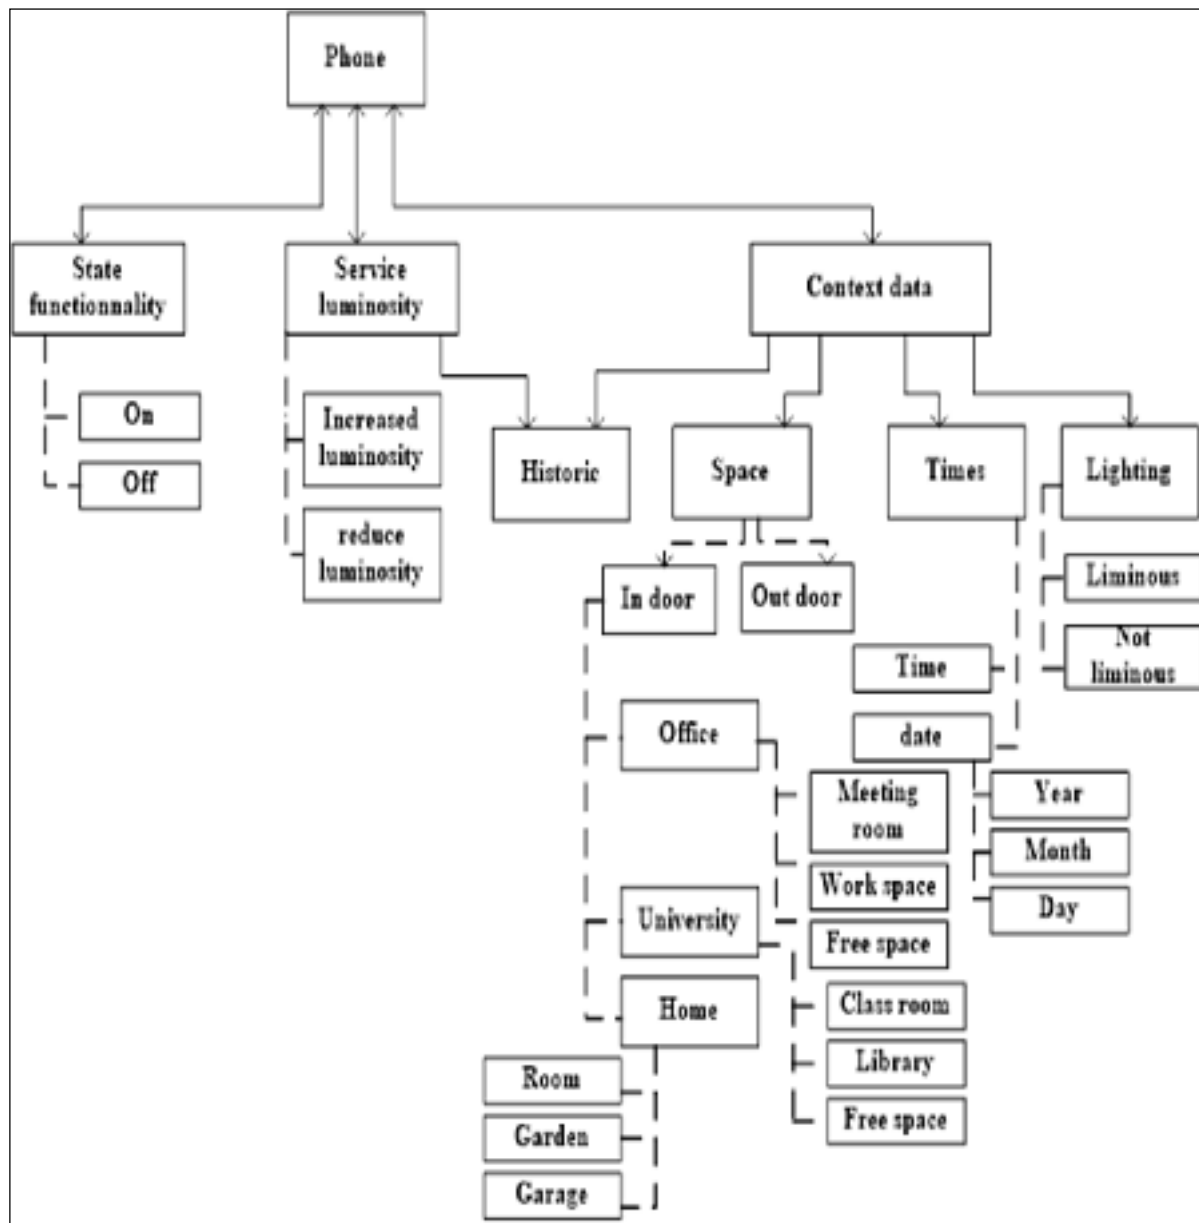 Phone
State
functionnality
Service
luminosity
Context data
On
Off
Increased
luminosity
reduce
luminosity
Historic
Space
Times
Lighting
In door
Out door
Liminous
Not
liminous
Time
date
Year
Month
Day
Office
Meeting
room
Work space
Free space
University
Class room
Library
Free space
Home
Room
Garden
Garage